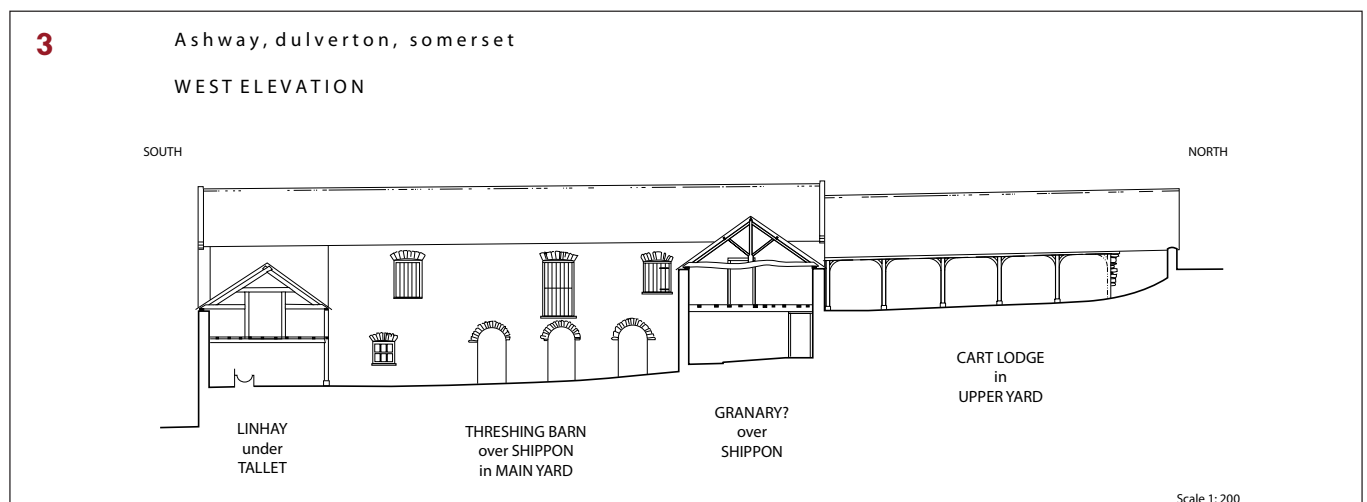 3
Ashway, dulverton, somerset
WEST ELEVATION
SOUTH
NORTH
LINHAY
under
TALLET
THRESHING BARN
over SHIPPON
in MAIN YARD
GRANARY?
over
SHIPPON
CART LODGE
in
UPPER YARD
Scale 1: 200